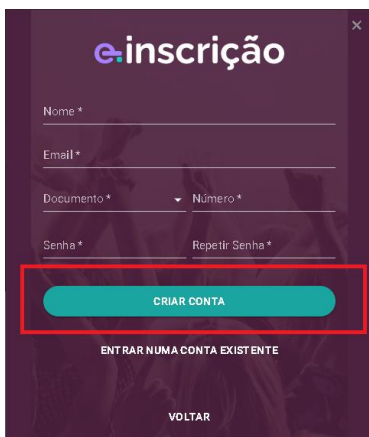 e-inscrição
Nome *
Email *
Documento * Número *
Senha * Repetir Senha *
CRIAR CONTA
ENTRAR NUMA CONTA EXISTENTE
VOLTAR